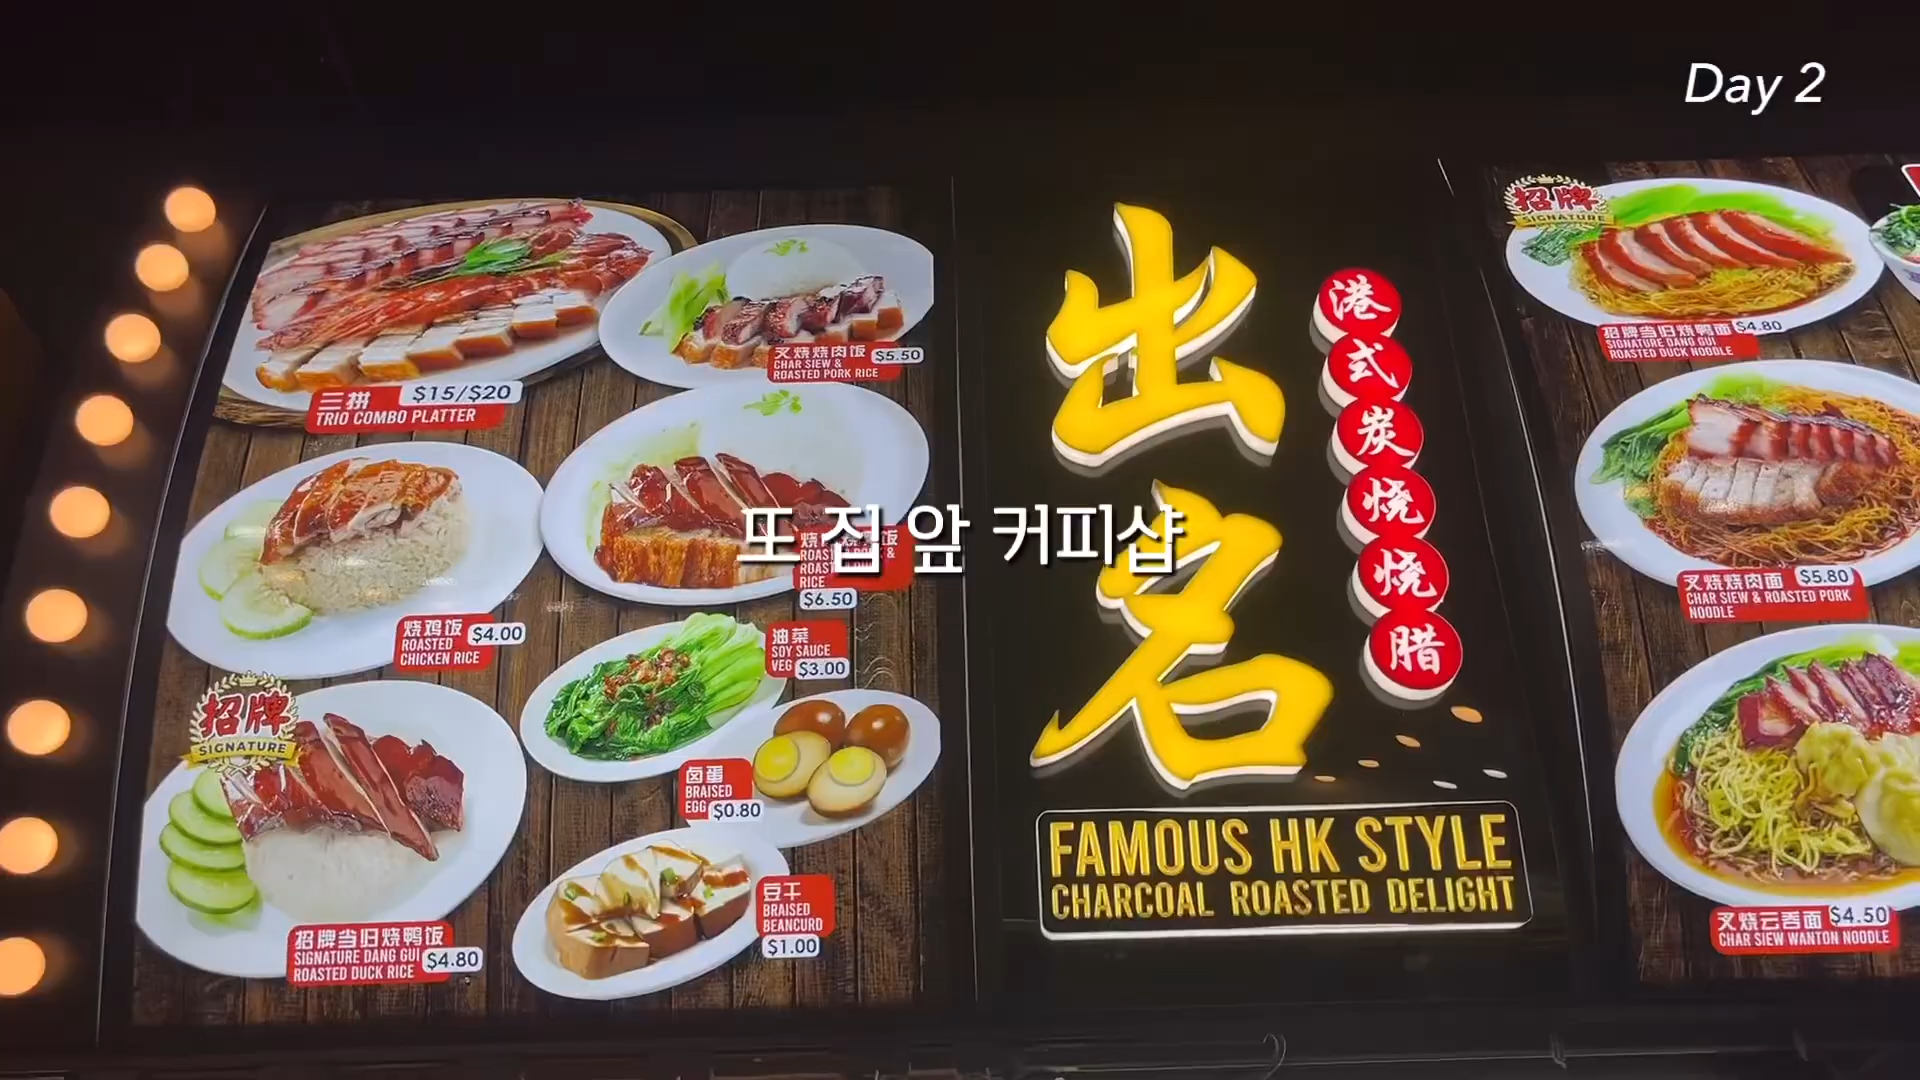 Day 2
三拼 $15/$20
TRIO COMBO PLATTER
叉烧烧肉饭 $5.50
CHAR SIEW &
ROASTED PORK RICE
烧鸡饭 $4.00
ROASTED
CHICKEN RICE
RICE
$6.50
油菜
SOY SAUCE
VEG $3.00
招牌
SIGNATURE
卤蛋
BRAISED
EGG $0.80
招牌当归烧鸭饭
SIGNATURE DANG GUI
ROASTED DUCK RICE $4.80
豆干
BRAISED
BEANCURD
$1.00
또 집 앞 커피샵
出名
港式炭烧烧腊
FAMOUS HK STYLE
CHARCOAL ROASTED DELIGHT
招牌
SIGNATURE
招牌当归烧鸭面 $4.80
SIGNATURE DANG GUI
ROASTED DUCK NOODLE
叉烧烧肉面 $5.80
CHAR SIEW & ROASTED PORK
NOODLE
叉烧云吞面 $4.50
CHAR SIEW WANTON NOODLE